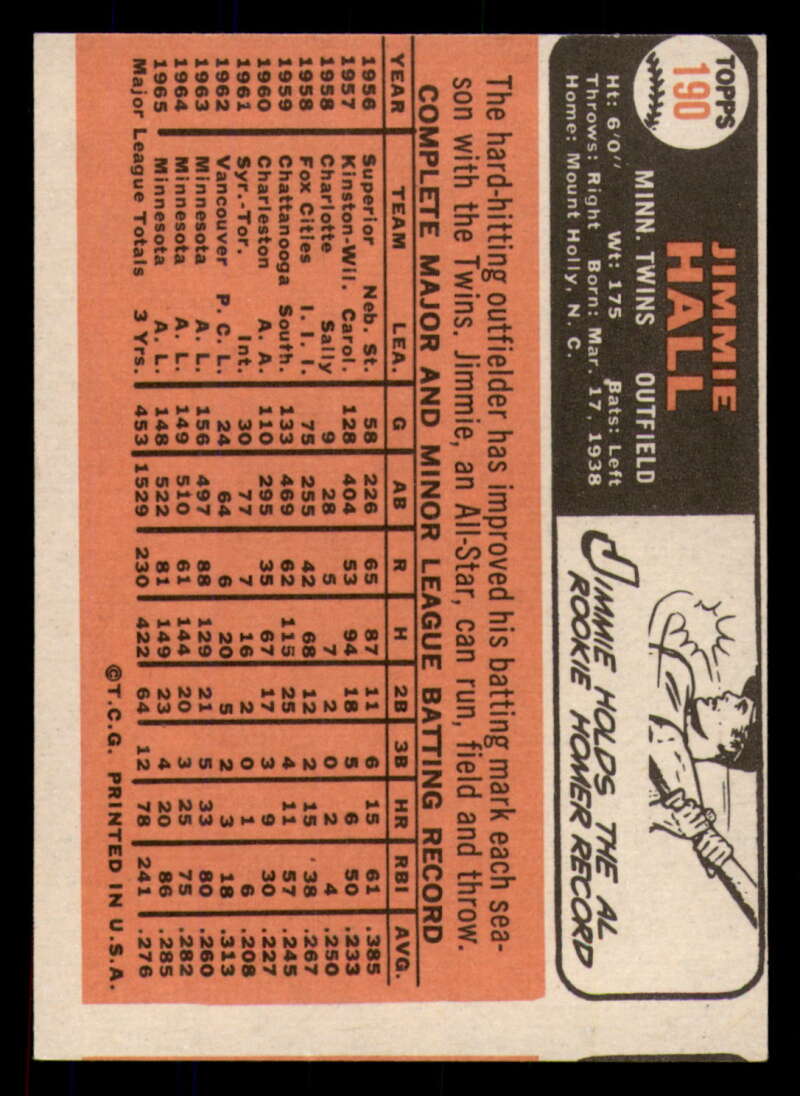 TOPPS
190
JIMMIE
HALL
MINN. TWINS OUTFIELD
Ht: 6'0" Wt: 175 Bats: Left
Throws: Right Born: Mar. 17, 1938
Home: Mount Holly, N. C.
JIMMIE HOLDS THE AL
ROOKIE HOMER RECORD
The hard-hitting outfielder has improved his batting mark each sea-
son with the Twins. Jimmie, an All-Star, can run, field and throw.
COMPLETE MAJOR AND MINOR LEAGUE BATTING RECORD
YEAR TEAM LEA. G AB R H 2B 3B HR RBI AVG.
1956 Superior Neb. St. 58 226 65 87 11 6 15 61 .385
1957 Kinston-Wil. Carol. 128 404 53 94 18 5 6 50 .233
1958 Charlotte Sally 9 28 5 7 2 0 2 4 .250
1958 Fox Cities I. I. I. 75 255 42 68 12 2 15 38 .267
1959 Chattanooga South. 133 469 62 115 25 4 11 57 .245
1960 Charleston A. A. 110 295 35 67 17 3 9 30 .227
1961 Syr.-Tor. Int. 30 77 7 16 2 0 1 6 .208
1962 Vancouver P. C. L. 24 64 6 20 5 2 3 18 .313
1963 Minnesota A. L. 156 497 88 129 21 5 33 80 .260
1964 Minnesota A. L. 149 510 61 144 20 3 25 75 .282
1965 Minnesota A. L. 148 522 81 149 23 4 20 86 .285
Major League Totals 3 Yrs. 453 1529 230 422 64 12 78 241 .276
©T.C.G. PRINTED IN U.S.A.